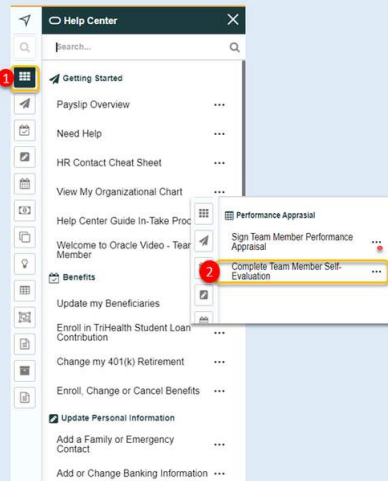 Help Center
Search...
1
Getting Started
Payslip Overview
Need Help
HR Contact Cheat Sheet
View My Organizational Chart
Help Center Guide In-Take Proc
Welcome to Oracle Video - Tear
Member
Benefits
Update my Beneficiaries
Enroll in TriHealth Student Loan
Contribution
Change my 401(k) Retirement
Enroll, Change or Cancel Benefits
Update Personal Information
Add a Family or Emergency
Contact
Add or Change Banking Information
Performance Apprasial
Sign Team Member Performance
Appraisal
2
Complete Team Member Self-
Evaluation